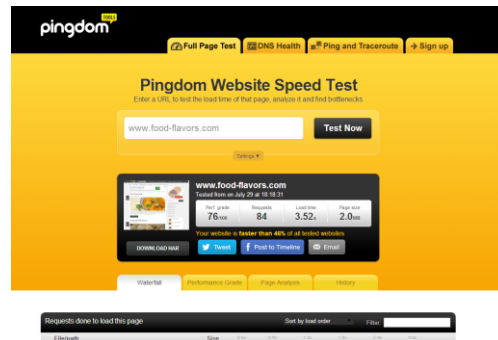 pingdom TOOLS
Full Page Test DNS Health Ping and Traceroute → Sign up
Pingdom Website Speed Test
Enter a URL to test the load time of that page, analyze it and find bottlenecks
www.food-flavors.com Test Now
Settings ▼
www.food-flavors.com
Tested from on July 29 at 18:18:31
Perf. grade Requests Load time Page size
76/100 84 3.52s 2.0MB
Your website is faster than 46% of all tested websites
DOWNLOAD HAR Tweet Post to Timeline Email
Waterfall Performance Grade Page Analysis History
Requests done to load this page Sort by load order Filter:
File/path Size